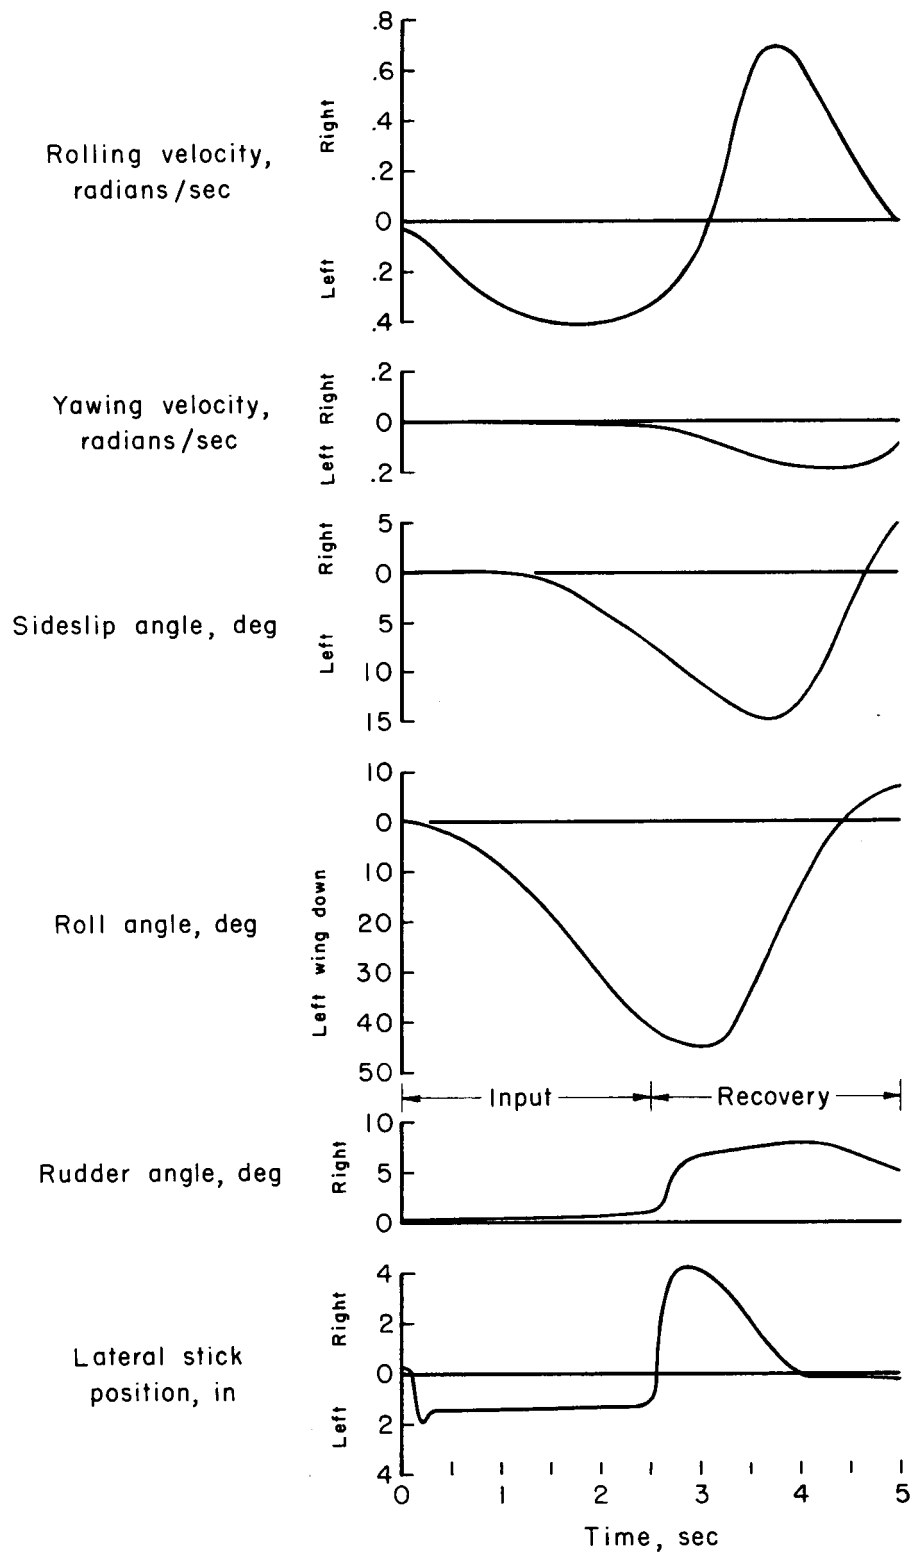 Rolling velocity,
radians/sec
Right
Left
.8
.6
.4
.2
0
.2
.4
Yawing velocity,
radians/sec
Right
Left
.2
0
.2
Sideslip angle, deg
Right
Left
5
0
5
10
15
Roll angle, deg
Left wing down
10
0
10
20
30
40
50
Input
Recovery
Rudder angle, deg
Right
10
5
0
Lateral stick
position, in
Right
Left
4
2
0
2
4
0 1 2 3 4 5
Time, sec